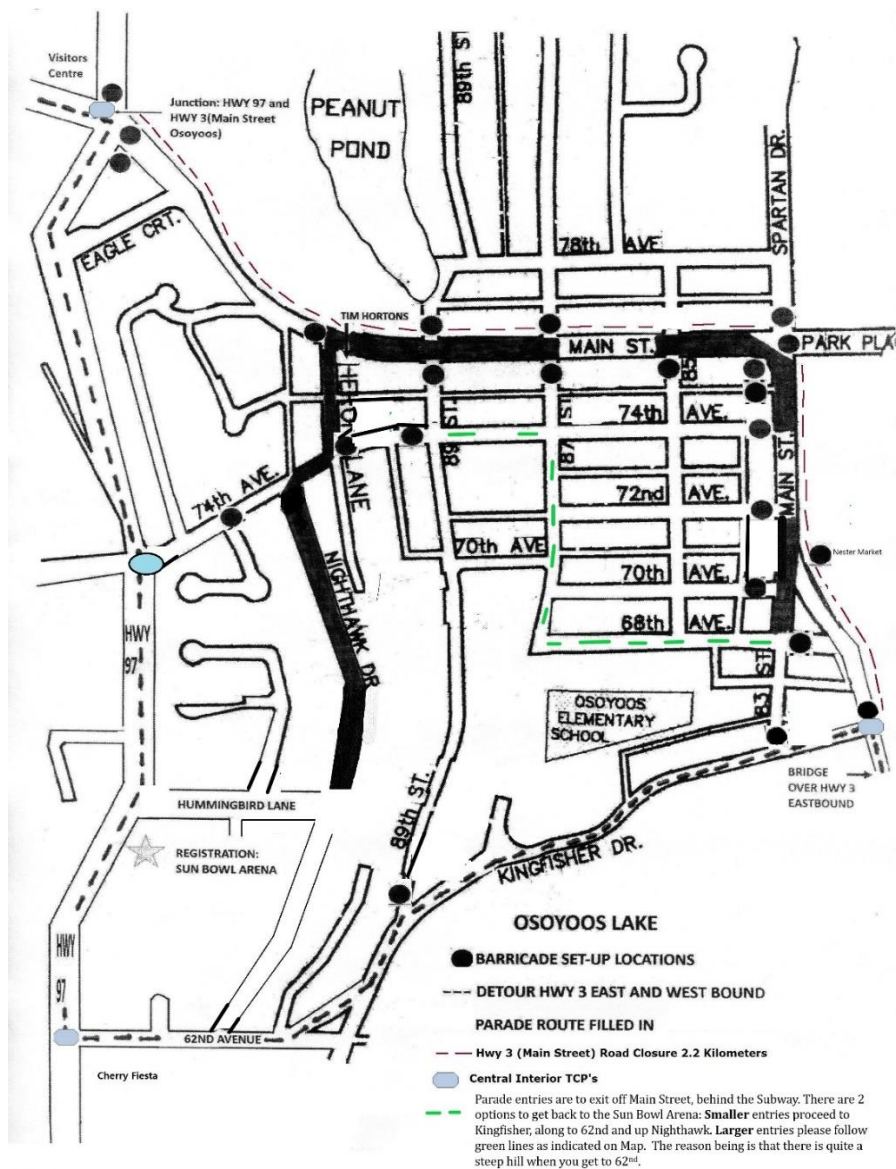 Visitors
Centre
Junction: HWY 97 and
HWY 3(Main Street
Osoyoos)
PEANUT
POND
89th ST
SPARTAN DR.
EAGLE CRT.
78th AVE
TIM HORTONS
MAIN ST.
PARK PLA
HERON LANE
89 ST.
87 ST.
85
74th AVE.
MAIN ST.
74th AVE.
72nd AVE.
70th AVE
70th AVE.
Nester Market
NIGHTHAWK DR
68th AVE.
HWY
97
83 ST.
OSOYOOS
ELEMENTARY
SCHOOL
BRIDGE
OVER HWY 3
EASTBOUND
HUMMINGBIRD LANE
89th ST.
REGISTRATION:
SUN BOWL ARENA
KINGFISHER DR.
OSOYOOS LAKE
HWY
97
BARRICADE SET-UP LOCATIONS
DETOUR HWY 3 EAST AND WEST BOUND
PARADE ROUTE FILLED IN
62ND AVENUE
Hwy 3 (Main Street) Road Closure 2.2 Kilometers
Cherry Fiesta
Central Interior TCP's
Parade entries are to exit off Main Street, behind the Subway. There are 2
options to get back to the Sun Bowl Arena: Smaller entries proceed to
Kingfisher, along to 62nd and up Nighthawk. Larger entries please follow
green lines as indicated on Map. The reason being is that there is quite a
steep hill when you get to 62nd.